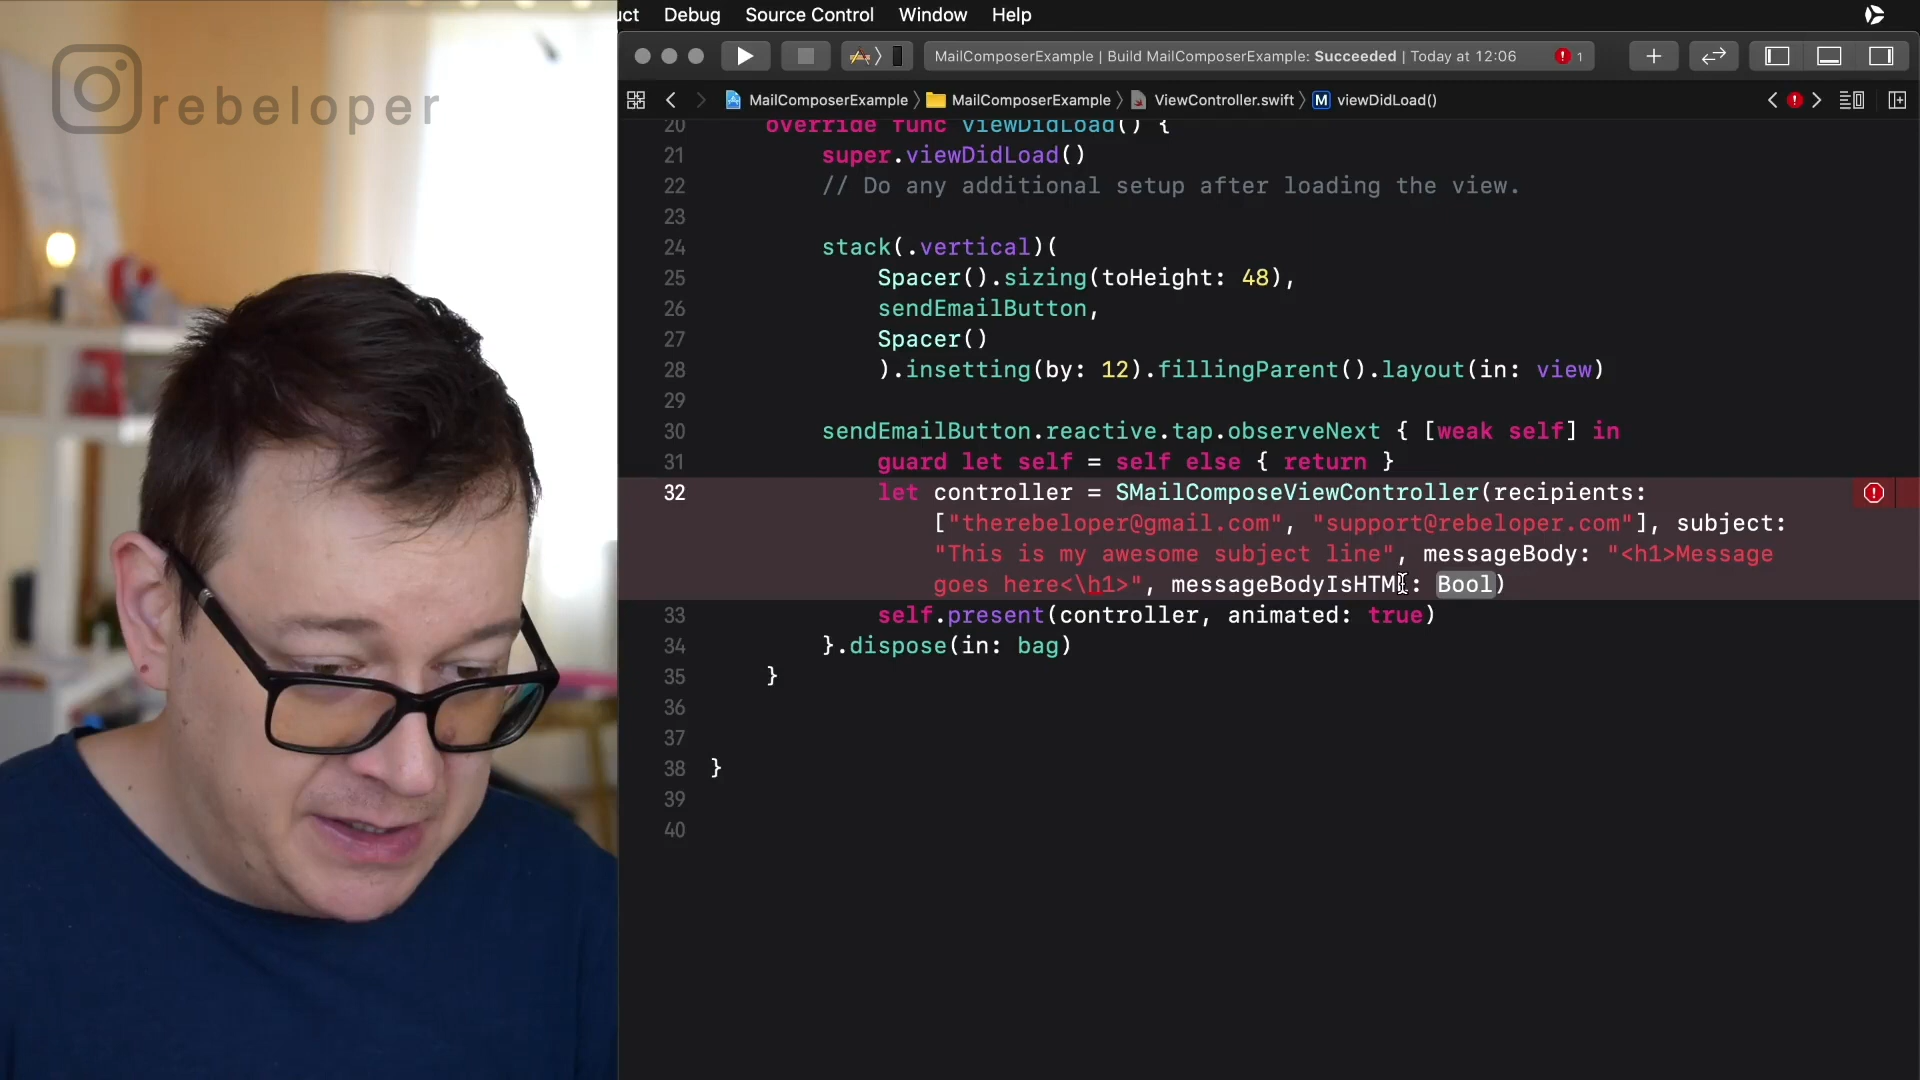 uct Debug Source Control Window Help
rebeloper
MailComposerExample | Build MailComposerExample: Succeeded | Today at 12:06 1
MailComposerExample MailComposerExample ViewController.swift M viewDidLoad()
20 override func viewDidLoad() {
21 super.viewDidLoad()
22 // Do any additional setup after loading the view.
23
24 stack(.vertical)(
25 Spacer().sizing(toHeight: 48),
26 sendEmailButton,
27 Spacer()
28 ).insetting(by: 12).fillingParent().layout(in: view)
29
30 sendEmailButton.reactive.tap.observeNext { [weak self] in
31 guard let self = self else { return }
32 let controller = SMailComposeViewController(recipients:
["therebeloper@gmail.com", "support@rebeloper.com"], subject:
"This is my awesome subject line", messageBody: "<h1>Message
goes here<\h1>", messageBodyIsHTML: Bool)
33 self.present(controller, animated: true)
34 }.dispose(in: bag)
35 }
36
37
38 }
39
40